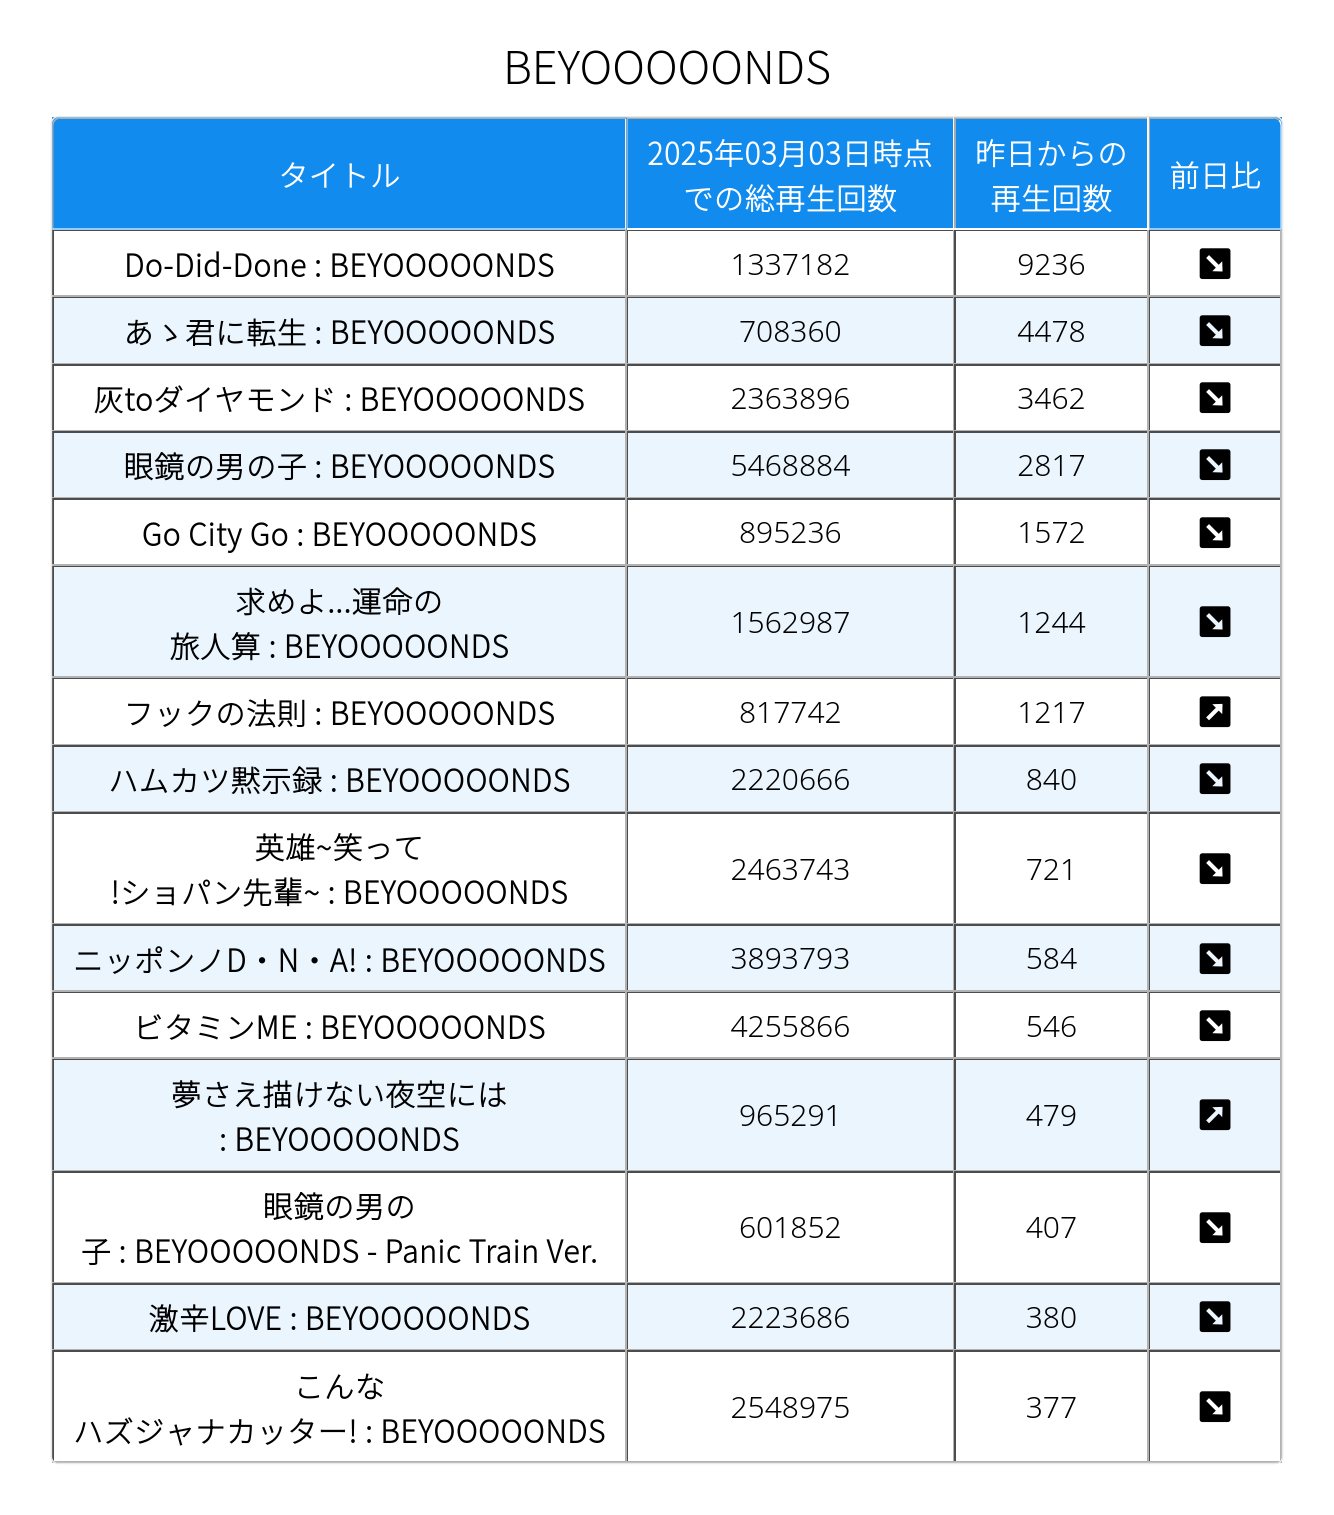 BEYOOOOONDS
タイトル
2025年03月03日時点
での総再生回数
昨日からの
再生回数
前日比
Do-Did-Done : BEYOOOOONDS
1337182
9236
あゝ君に転生 : BEYOOOOONDS
708360
4478
灰toダイヤモンド : BEYOOOOONDS
2363896
3462
眼鏡の男の子 : BEYOOOOONDS
5468884
2817
Go City Go : BEYOOOOONDS
895236
1572
求めよ...運命の
旅人算 : BEYOOOOONDS
1562987
1244
フックの法則 : BEYOOOOONDS
817742
1217
ハムカツ黙示録 : BEYOOOOONDS
2220666
840
英雄~笑って
!ショパン先輩~ : BEYOOOOONDS
2463743
721
ニッポンノD・N・A! : BEYOOOOONDS
3893793
584
ビタミンME : BEYOOOOONDS
4255866
546
夢さえ描けない夜空には
: BEYOOOOONDS
965291
479
眼鏡の男の
子 : BEYOOOOONDS - Panic Train Ver.
601852
407
激辛LOVE : BEYOOOOONDS
2223686
380
こんな
ハズジャナカッター! : BEYOOOOONDS
2548975
377